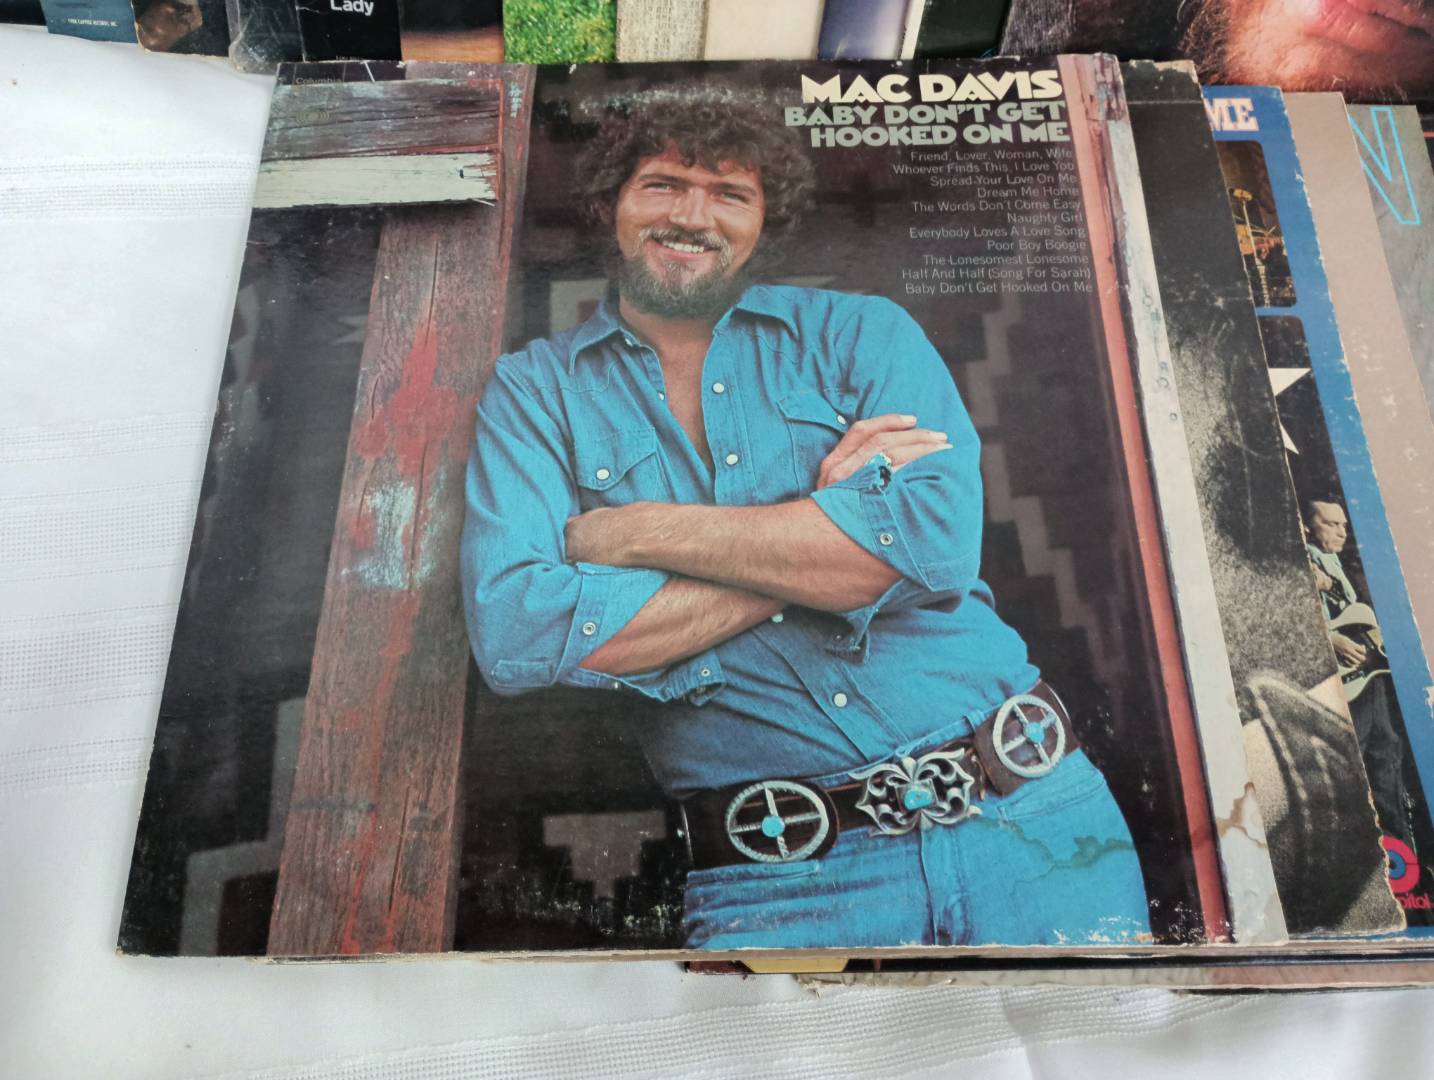 Lady
Columbia
MAC DAVIS
BABY DON'T GET
HOOKED ON ME
Friend, Lover, Woman, Wife
Whoever Finds This, I Love You
Spread Your Love On Me
Dream Me Home
The Words Don't Come Easy
Naughty Girl
Everybody Loves A Love Song
Poor Boy Boogie
The Lonesomest Lonesome
Half And Half (Song For Sarah)
Baby Don't Get Hooked On Me
ME